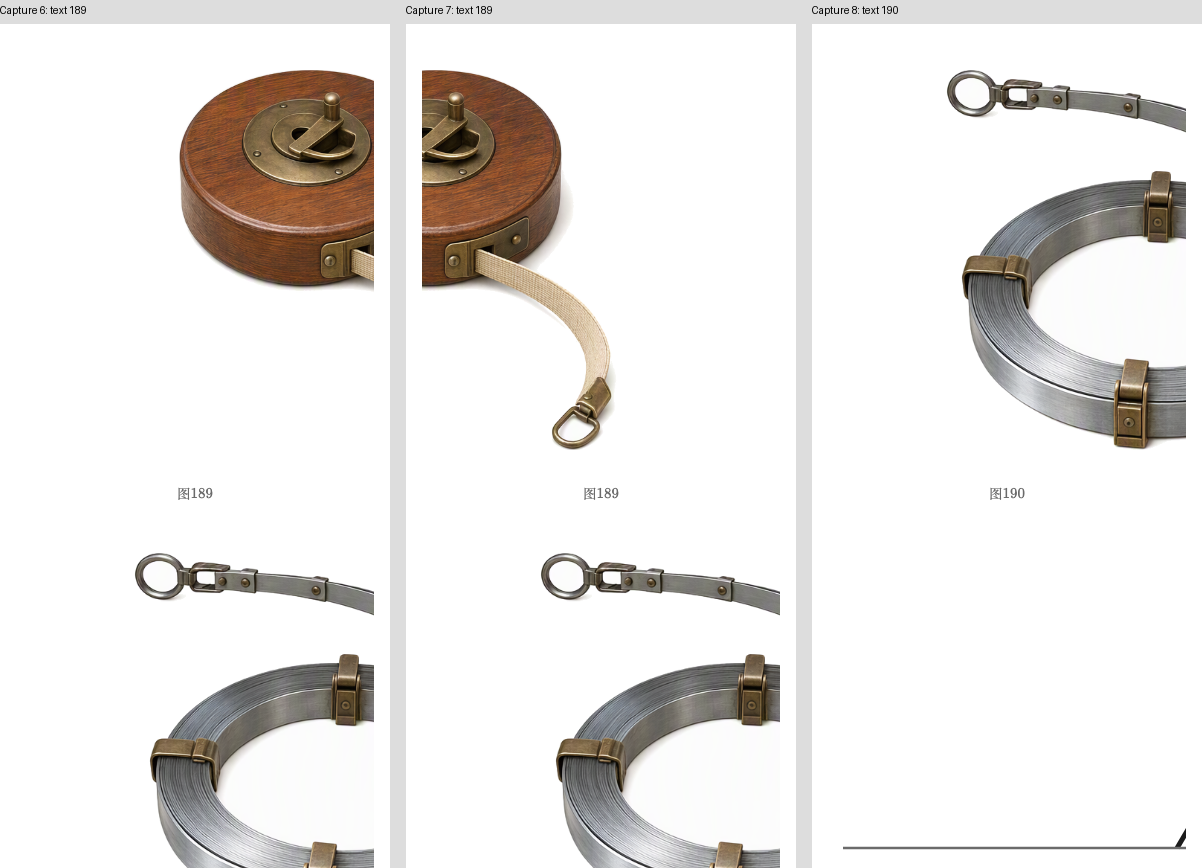 Capture 6: text 189
Capture 7: text 189
Capture 8: text 190
图189
图189
图190